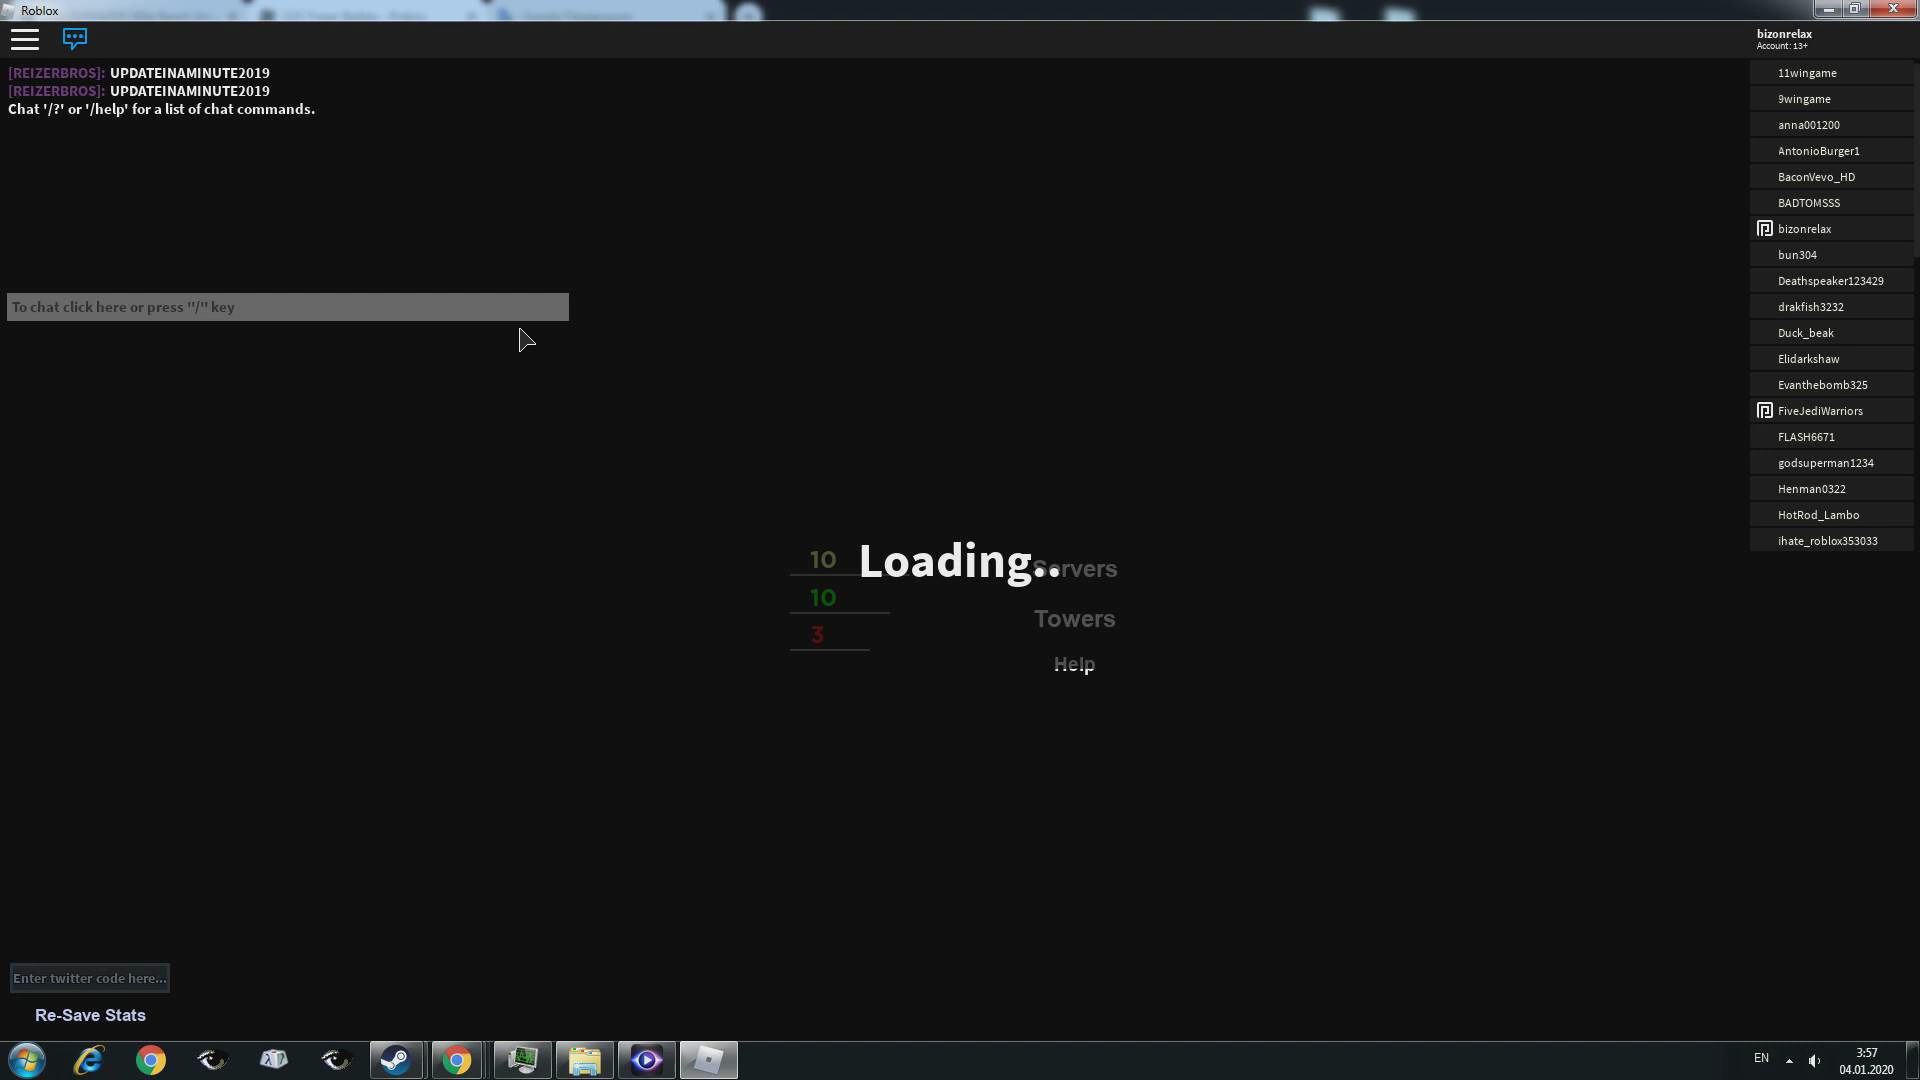 Roblox
bizonrelax
Account: 13+
[REIZERBROS]: UPDATEINAMINUTE2019
[REIZERBROS]: UPDATEINAMINUTE2019
Chat '/?' or '/help' for a list of chat commands.
To chat click here or press "/" key
11wingame
9wingame
anna001200
AntonioBurger1
BaconVevo_HD
BADTOMSSS
bizonrelax
bun304
Deathspeaker123429
drakfish3232
Duck_beak
Elidarkshaw
Evanthebomb325
FiveJediWarriors
FLASH6671
godsuperman1234
Henman0322
HotRod_Lambo
ihate_roblox353033
Loading..
10
10
3
Servers
Towers
Help
Enter twitter code here...
Re-Save Stats
EN
3:57
04.01.2020